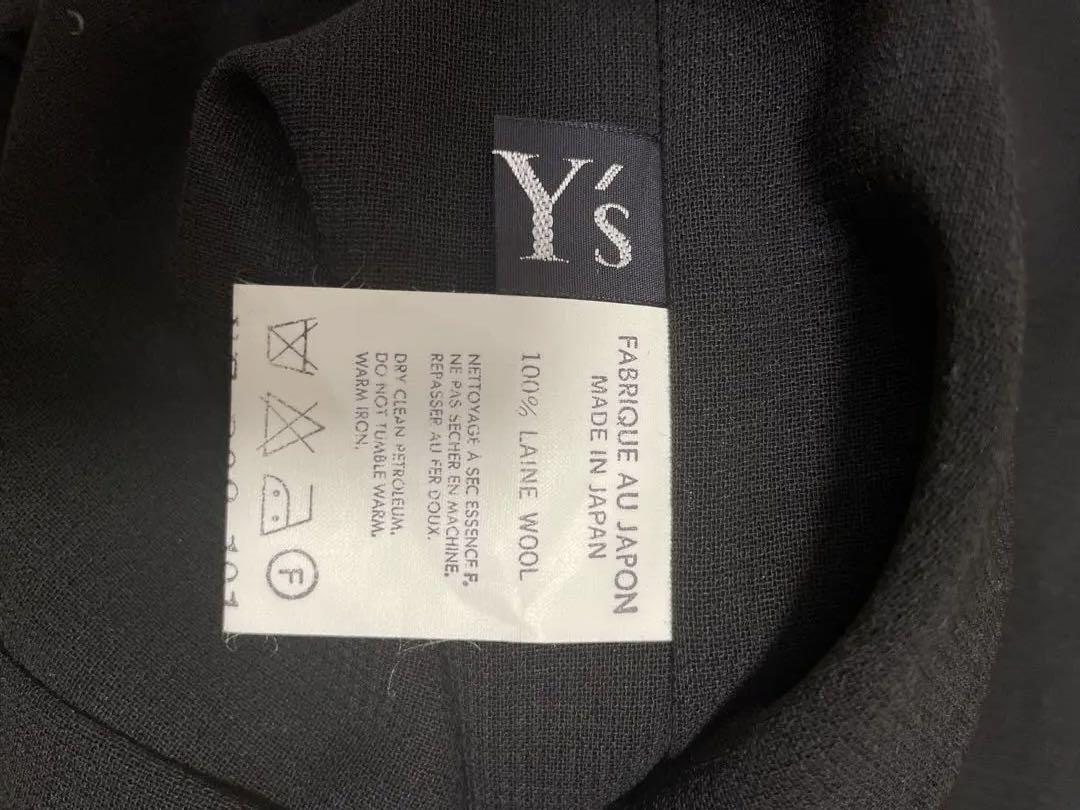 Y's
FABRIQUE AU JAPON
MADE IN JAPAN
100% LAINE WOOL
NETTOYAGE À SEC ESSENCE F.
NE PAS SECHER EN MACHINE.
REPASSER AU FER DOUX.
DRY CLEAN PETROLEUM.
DO NOT TUMBLE WARM.
WARM IRON.
F